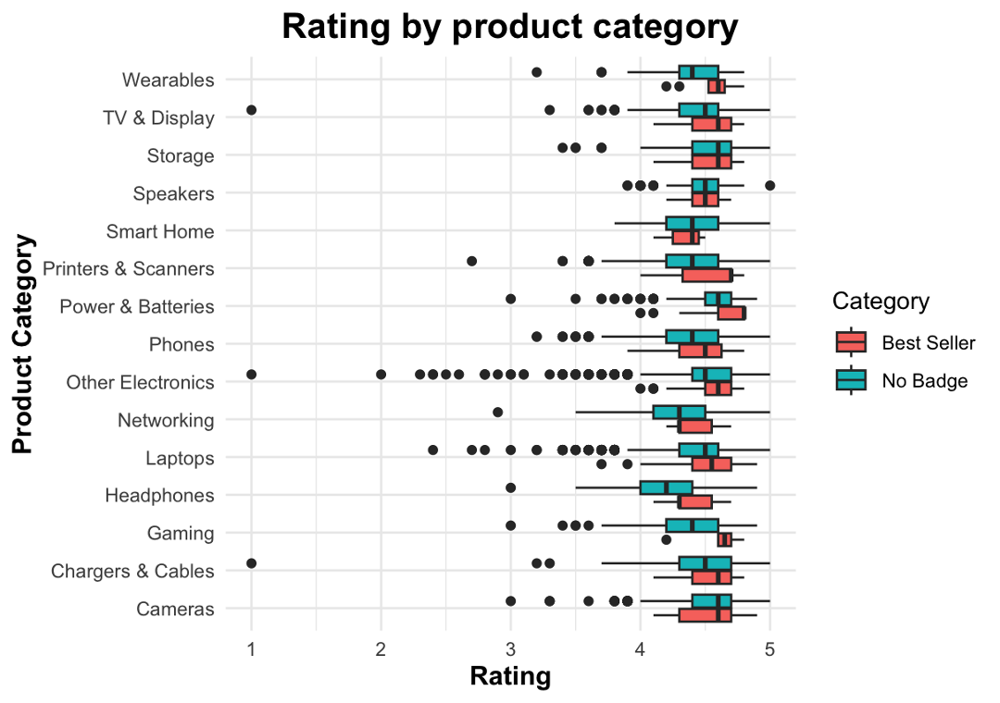 Rating by product category
Product Category
Wearables
TV & Display
Storage
Speakers
Smart Home
Printers & Scanners
Power & Batteries
Phones
Other Electronics
Networking
Laptops
Headphones
Gaming
Chargers & Cables
Cameras
1 2 3 4 5
Rating
Category
Best Seller
No Badge